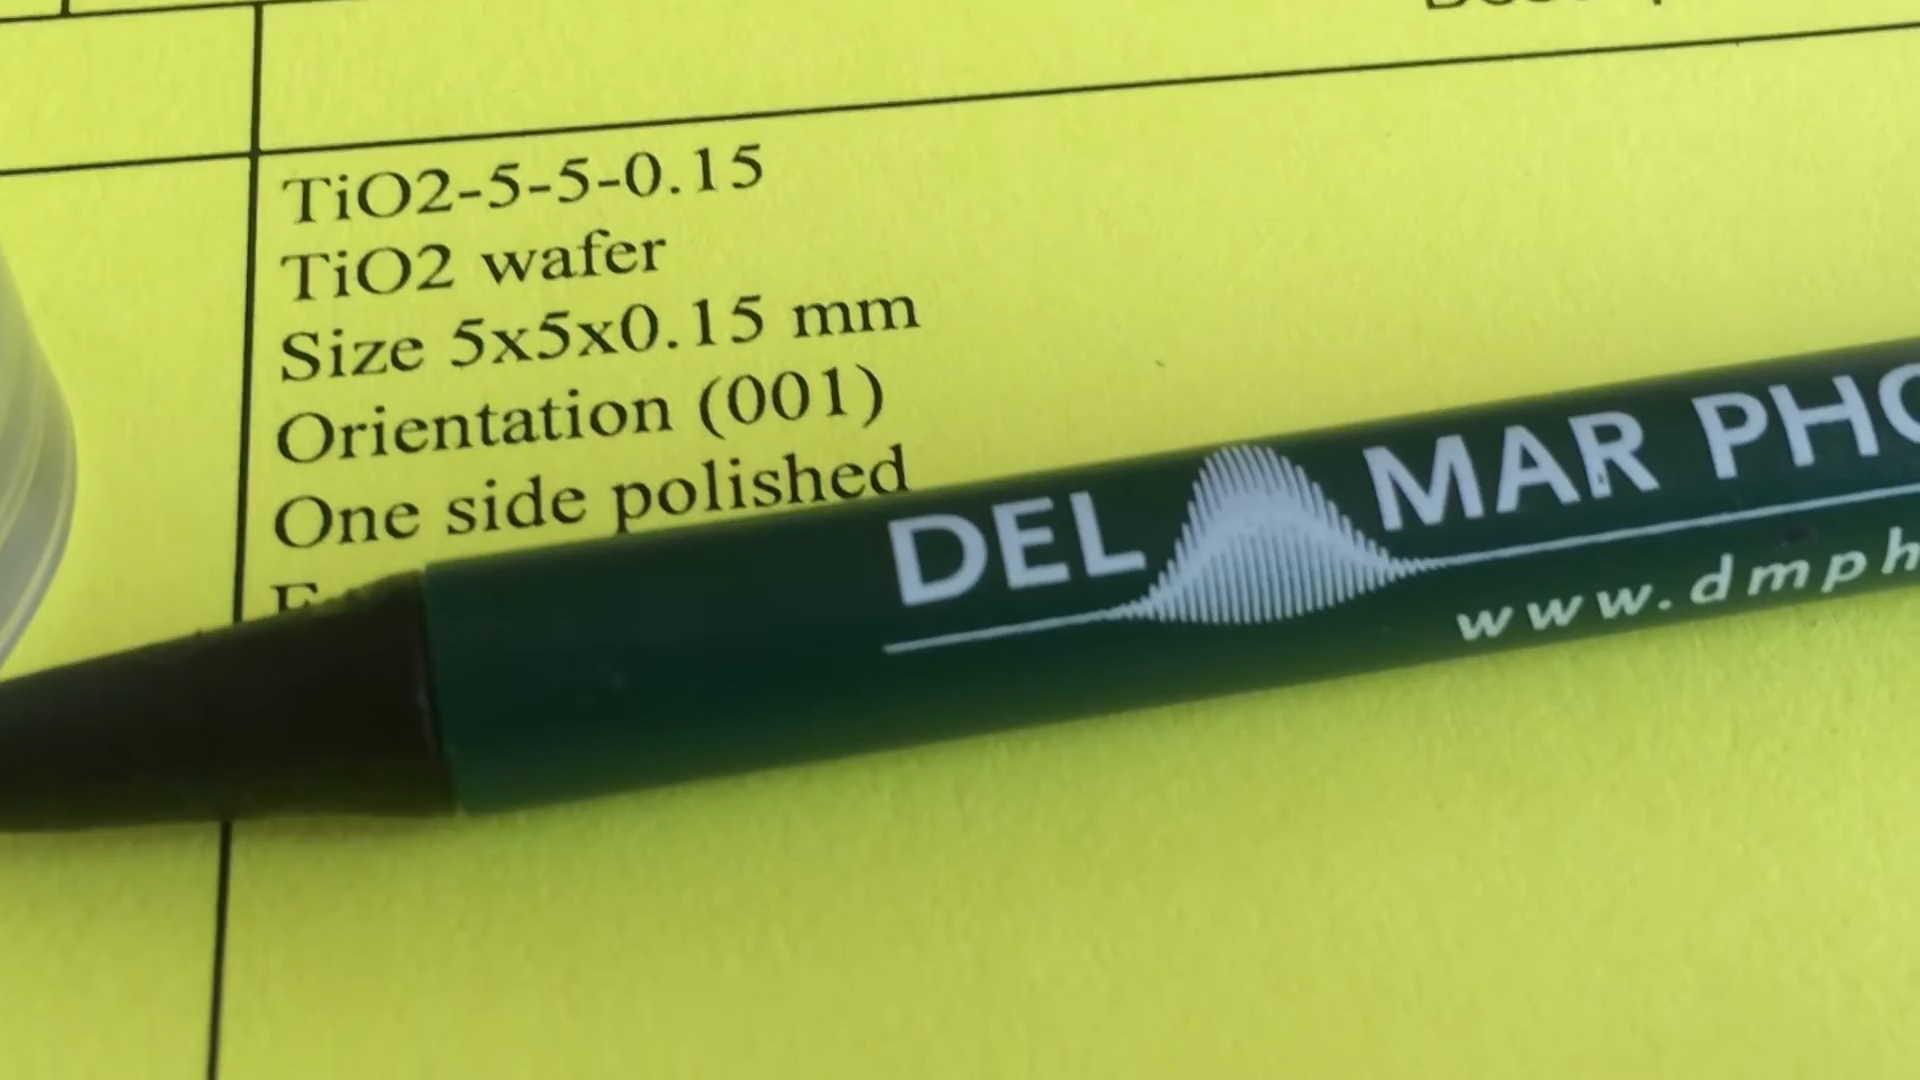 TiO2-5-5-0.15
TiO2 wafer
Size 5x5x0.15 mm
Orientation (001)
One side polished
DEL MAR PHO
www.dmph